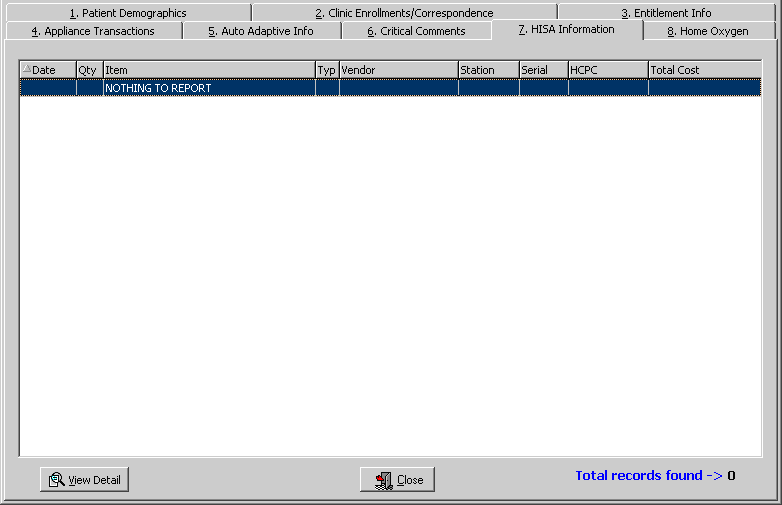 1. Patient Demographics 2. Clinic Enrollments/Correspondence 3. Entitlement Info
4. Appliance Transactions 5. Auto Adaptive Info 6. Critical Comments 7. HISA Information 8. Home Oxygen
Date Qty Item Typ Vendor Station Serial HCPC Total Cost
NOTHING TO REPORT
View Detail Close Total records found -> 0